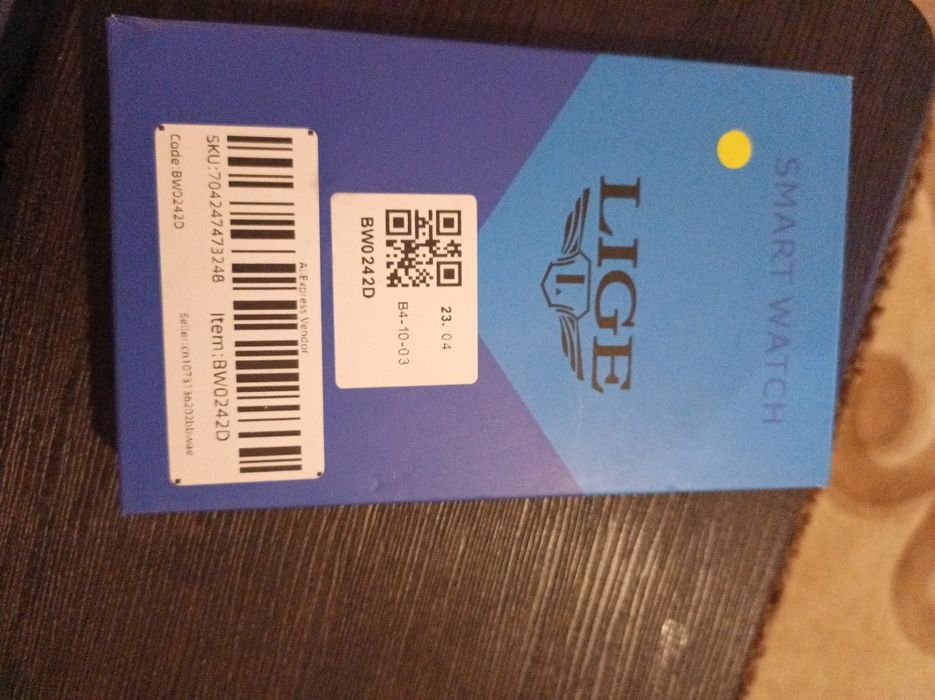 SMART WATCH
LIGE
L
23. 04
B4-10-03
BW0242D
AliExpress Vendor
SKU:704247473248 Item:BW0242D
Code BW0242D